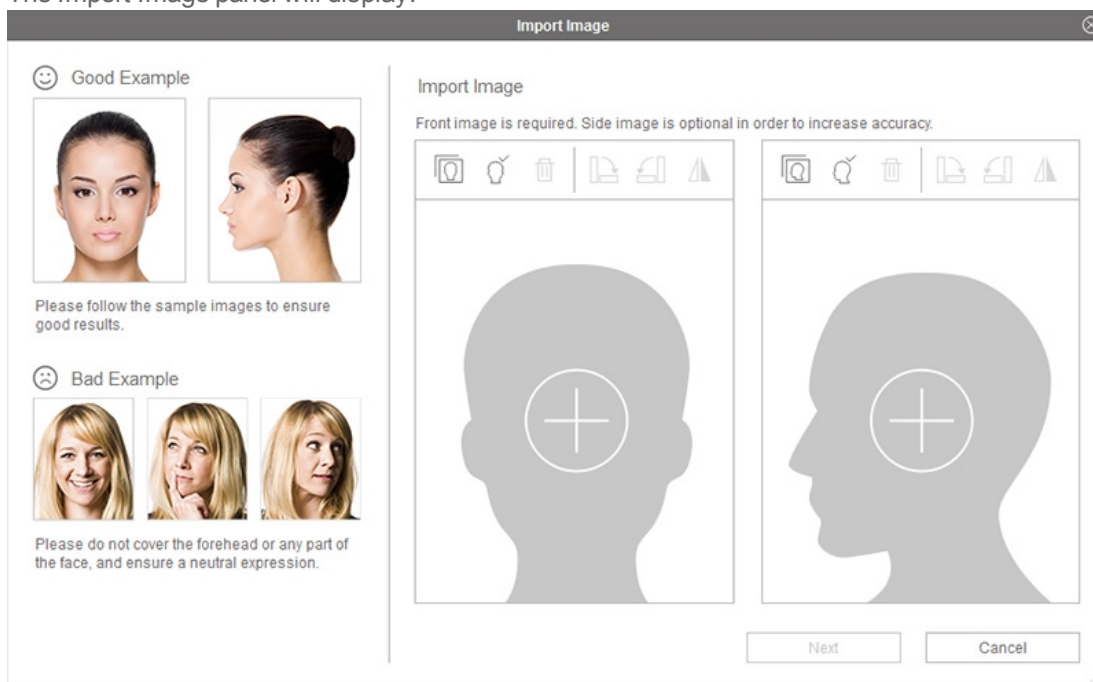 The Import Image panel will display.
Import Image
Good Example
Please follow the sample images to ensure
good results.
Bad Example
Please do not cover the forehead or any part of
the face, and ensure a neutral expression.
Import Image
Front image is required. Side image is optional in order to increase accuracy.
Next
Cancel